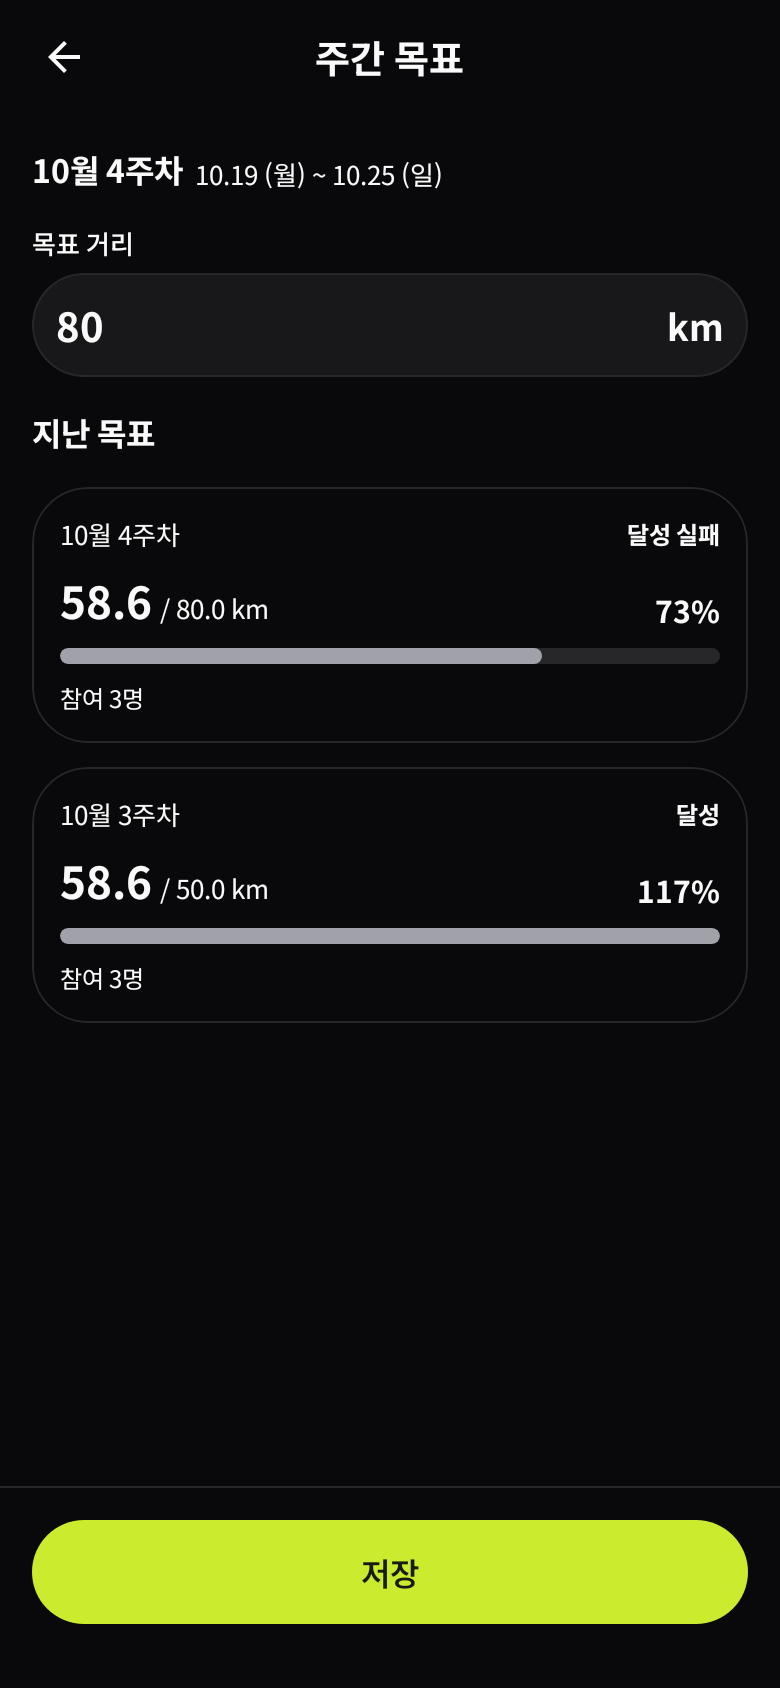 주간 목표
10월 4주차 10.19 (월) ~ 10.25 (일)
목표 거리
80 km
지난 목표
10월 4주차 달성 실패
58.6 / 80.0 km 73%
참여 3명
10월 3주차 달성
58.6 / 50.0 km 117%
참여 3명
저장